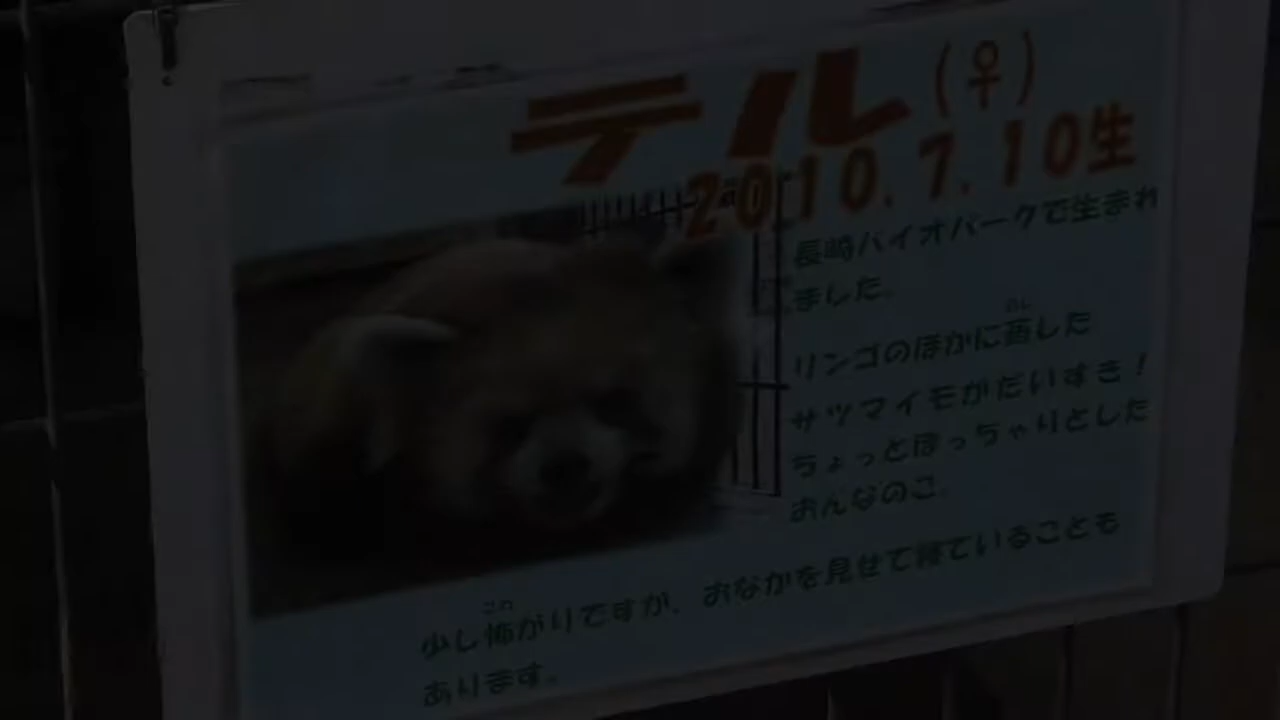 テル(♀)
2010.7.10生
長崎バイオパークで生まれ
ました。
リンゴのほかに蒸した
サツマイモがだいすき！
ちょっとぽっちゃりとした
おんなのこ。
少し怖がりですが、おなかを見せて寝ていることも
あります。